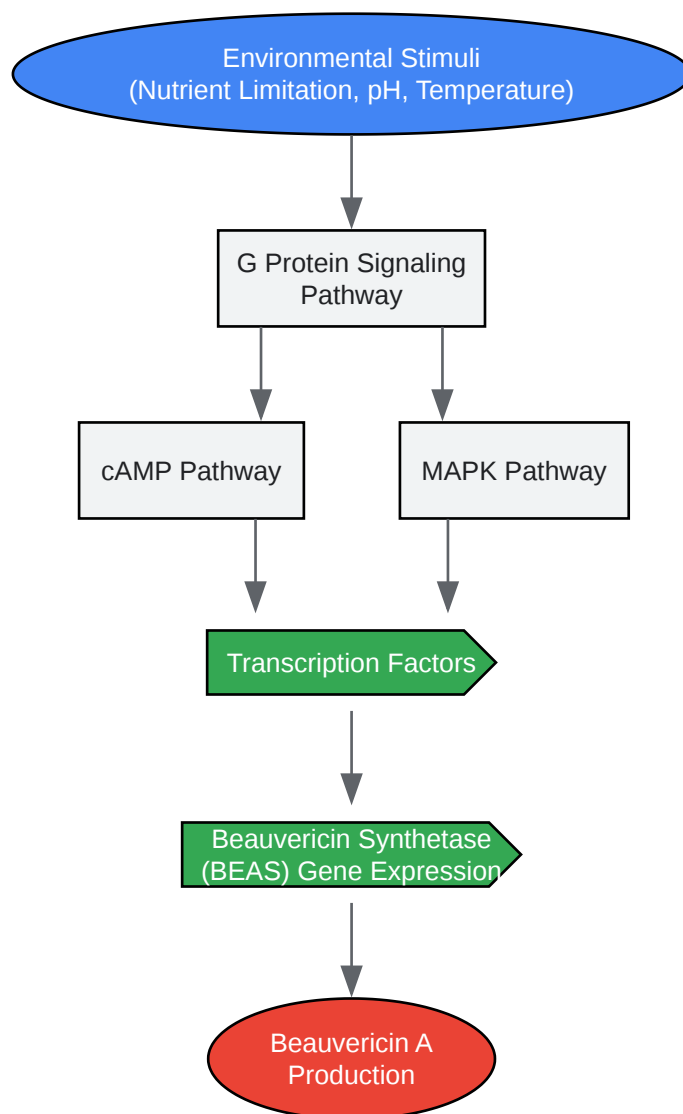 Environmental Stimuli
(Nutrient Limitation, pH, Temperature)
G Protein Signaling
Pathway
cAMP Pathway
MAPK Pathway
Transcription Factors
Beauvericin Synthetase
(BEAS) Gene Expression
Beauvericin A
Production